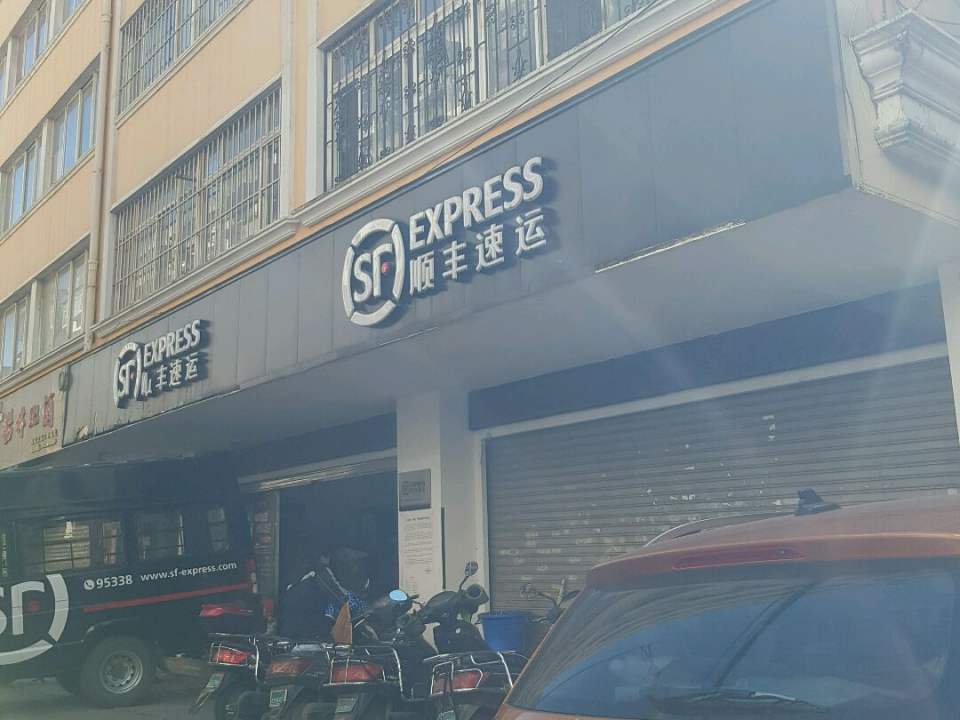 SF EXPRESS
顺丰速运
SF EXPRESS
顺丰速运
SF
95338 www.sf-express.com